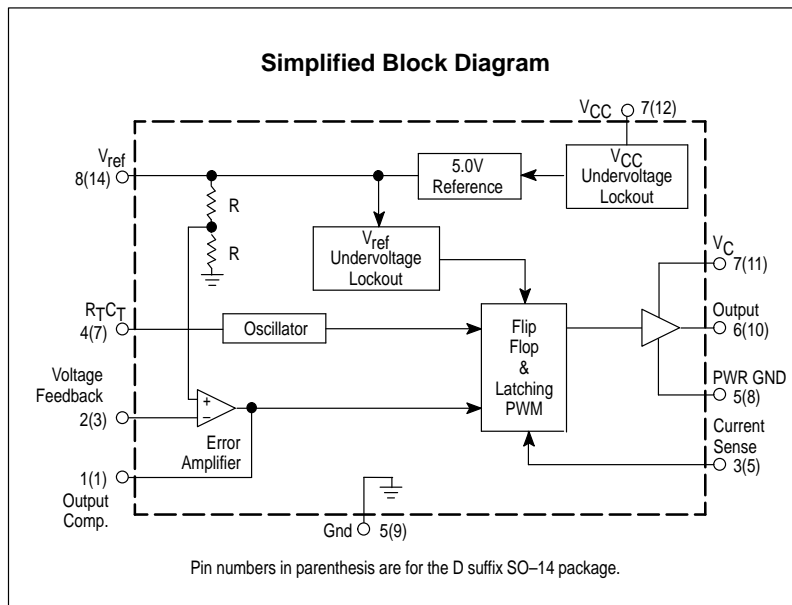 Simplified Block Diagram
VCC 7(12)
Vref
8(14)
R
R
5.0V
Reference
VCC
Undervoltage
Lockout
Vref
Undervoltage
Lockout
VC
7(11)
RTCT
4(7)
Oscillator
Flip
Flop
&
Latching
PWM
Output
6(10)
Voltage
Feedback
2(3)
+
–
Error
Amplifier
PWR GND
5(8)
Current
Sense
3(5)
1(1)
Output
Comp.
Gnd 5(9)
Pin numbers in parenthesis are for the D suffix SO–14 package.